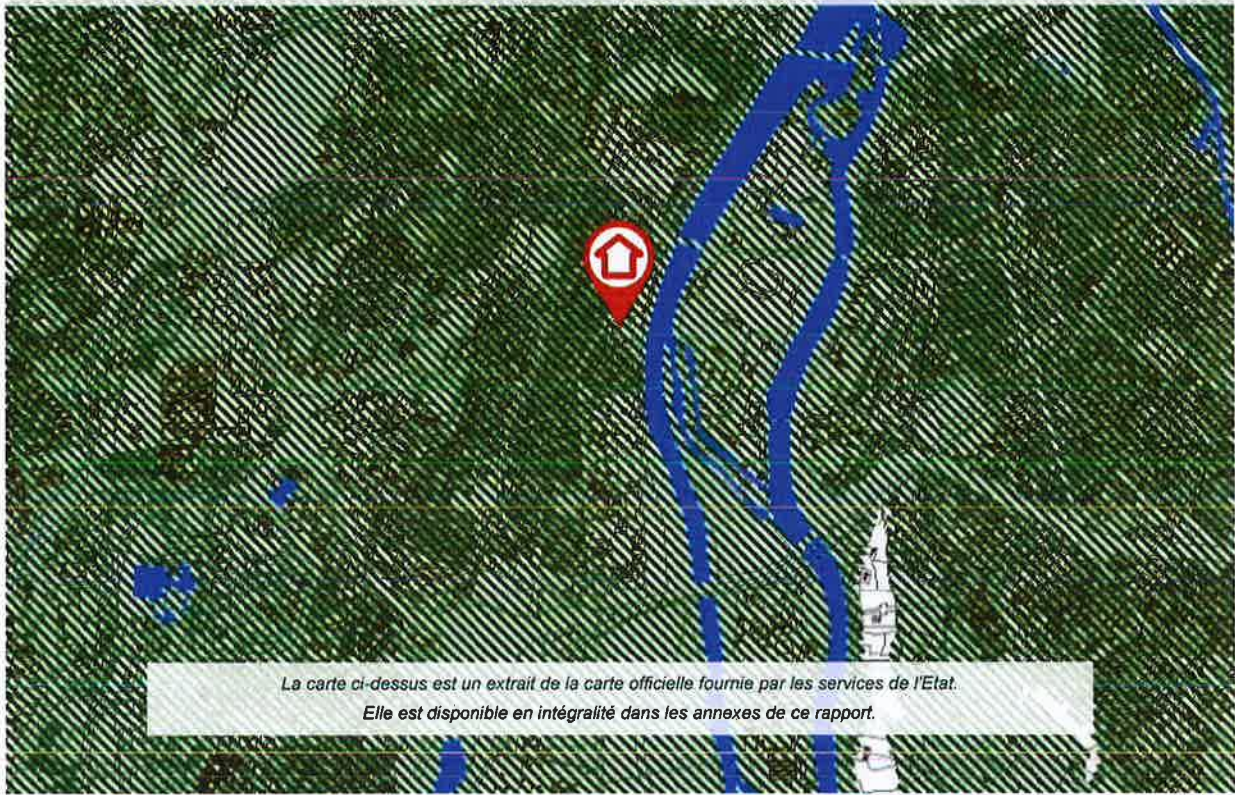 La carte ci-dessus est un extrait de la carte officielle fournie par les services de l'Etat.
Elle est disponible en intégralité dans les annexes de ce rapport.